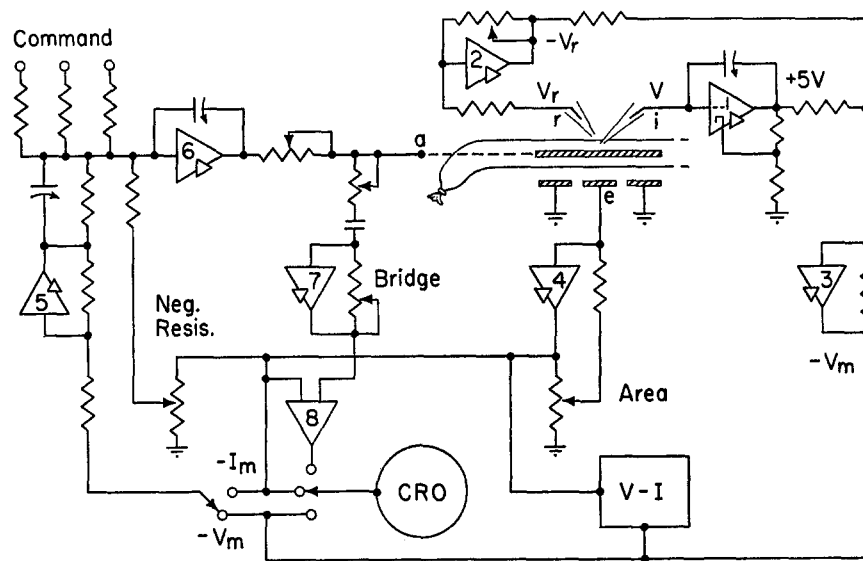 Command
-Vr
2
Vr
r
V
i
1
+5V
6
a
e
5
7
Bridge
4
3
Neg.
Resis.
-Vm
Area
8
-Im
CRO
V-I
-Vm